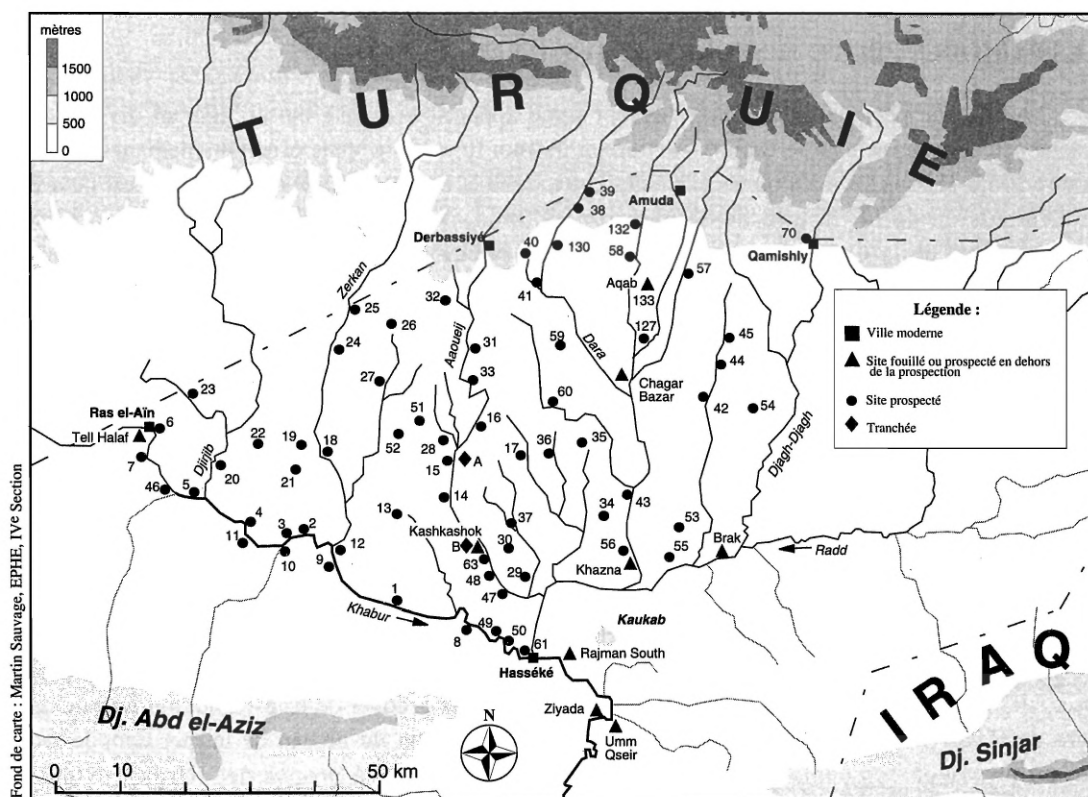 mètres
1500
1000
500
0
TURQUIE
Zerkan
Derbassiyé
Amuda
Qamishly
Aaoueij
Dara
Aqab
Chagar
Bazar
Djagh-Djagh
Ras el-Aïn
Tell Halaf
Djirjib
Kashkashok
Khazna
Brak
Radd
Khabur
Kaukab
Hasséké
Rajman South
Ziyada
Umm
Qseir
Dj. Abd el-Aziz
IRAQ
Dj. Sinjar
Légende :
Ville moderne
Site fouillé ou prospecté en dehors
de la prospection
Site prospecté
Tranchée
39
38
132
70
40
130
58
57
41
133
25
32
26
127
45
24
59
31
44
27
33
23
60
42
54
6
51
16
22
19
18
52
28
17
36
35
7
20
21
15
A
46
5
14
43
4
13
37
34
53
3
2
11
B
30
56
55
10
12
63
9
48
29
1
47
8
49
50
61
N
0 10 50 km
Fond de carte : Martin Sauvage, EPHE, IVe Section